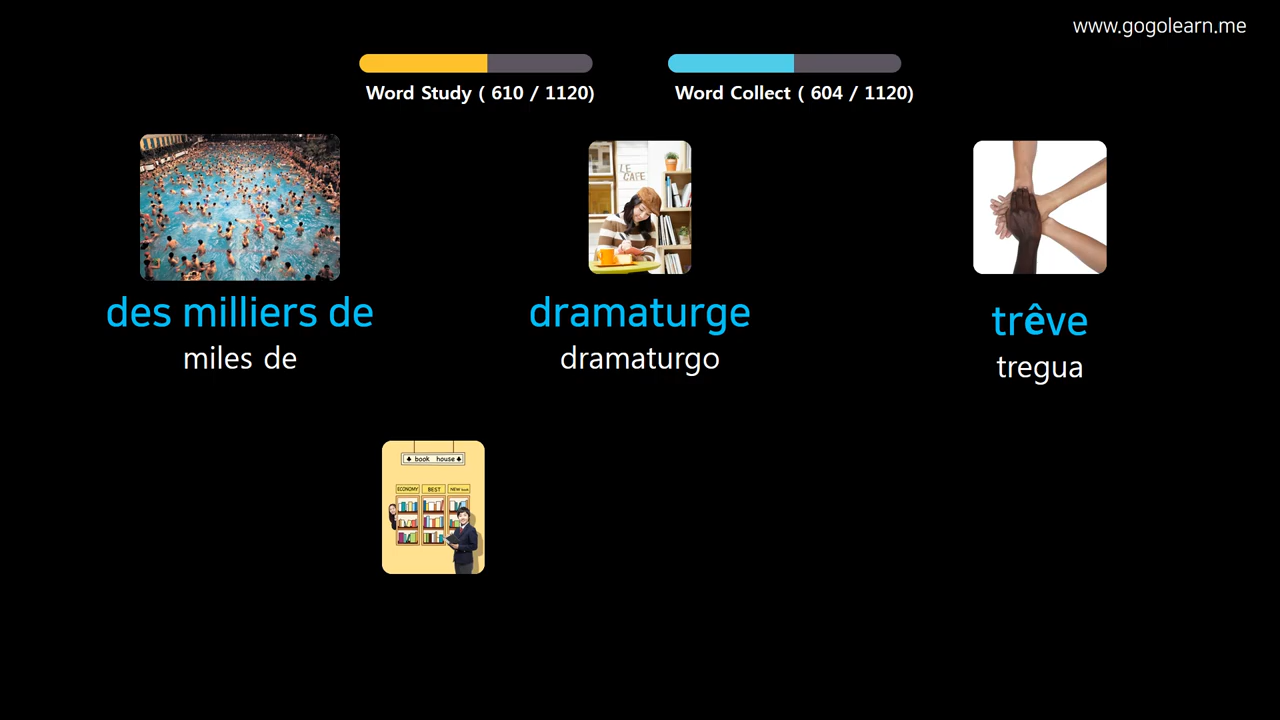 www.gogolearn.me
Word Study ( 610 / 1120)
Word Collect ( 604 / 1120)
LE CAFE
des milliers de
miles de
dramaturge
dramaturgo
trêve
tregua
♠ book house ♠
ECONOMY BEST NEW book